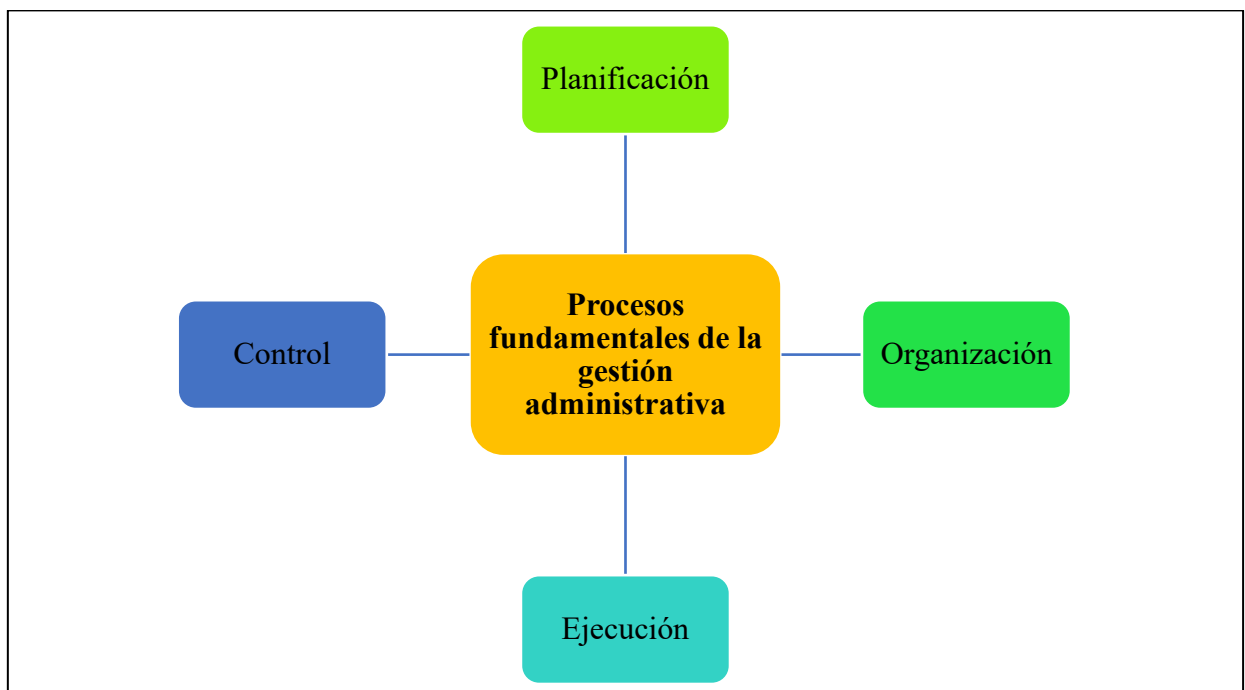 Planificación
Procesos
fundamentales de la
gestión
administrativa
Control
Organización
Ejecución